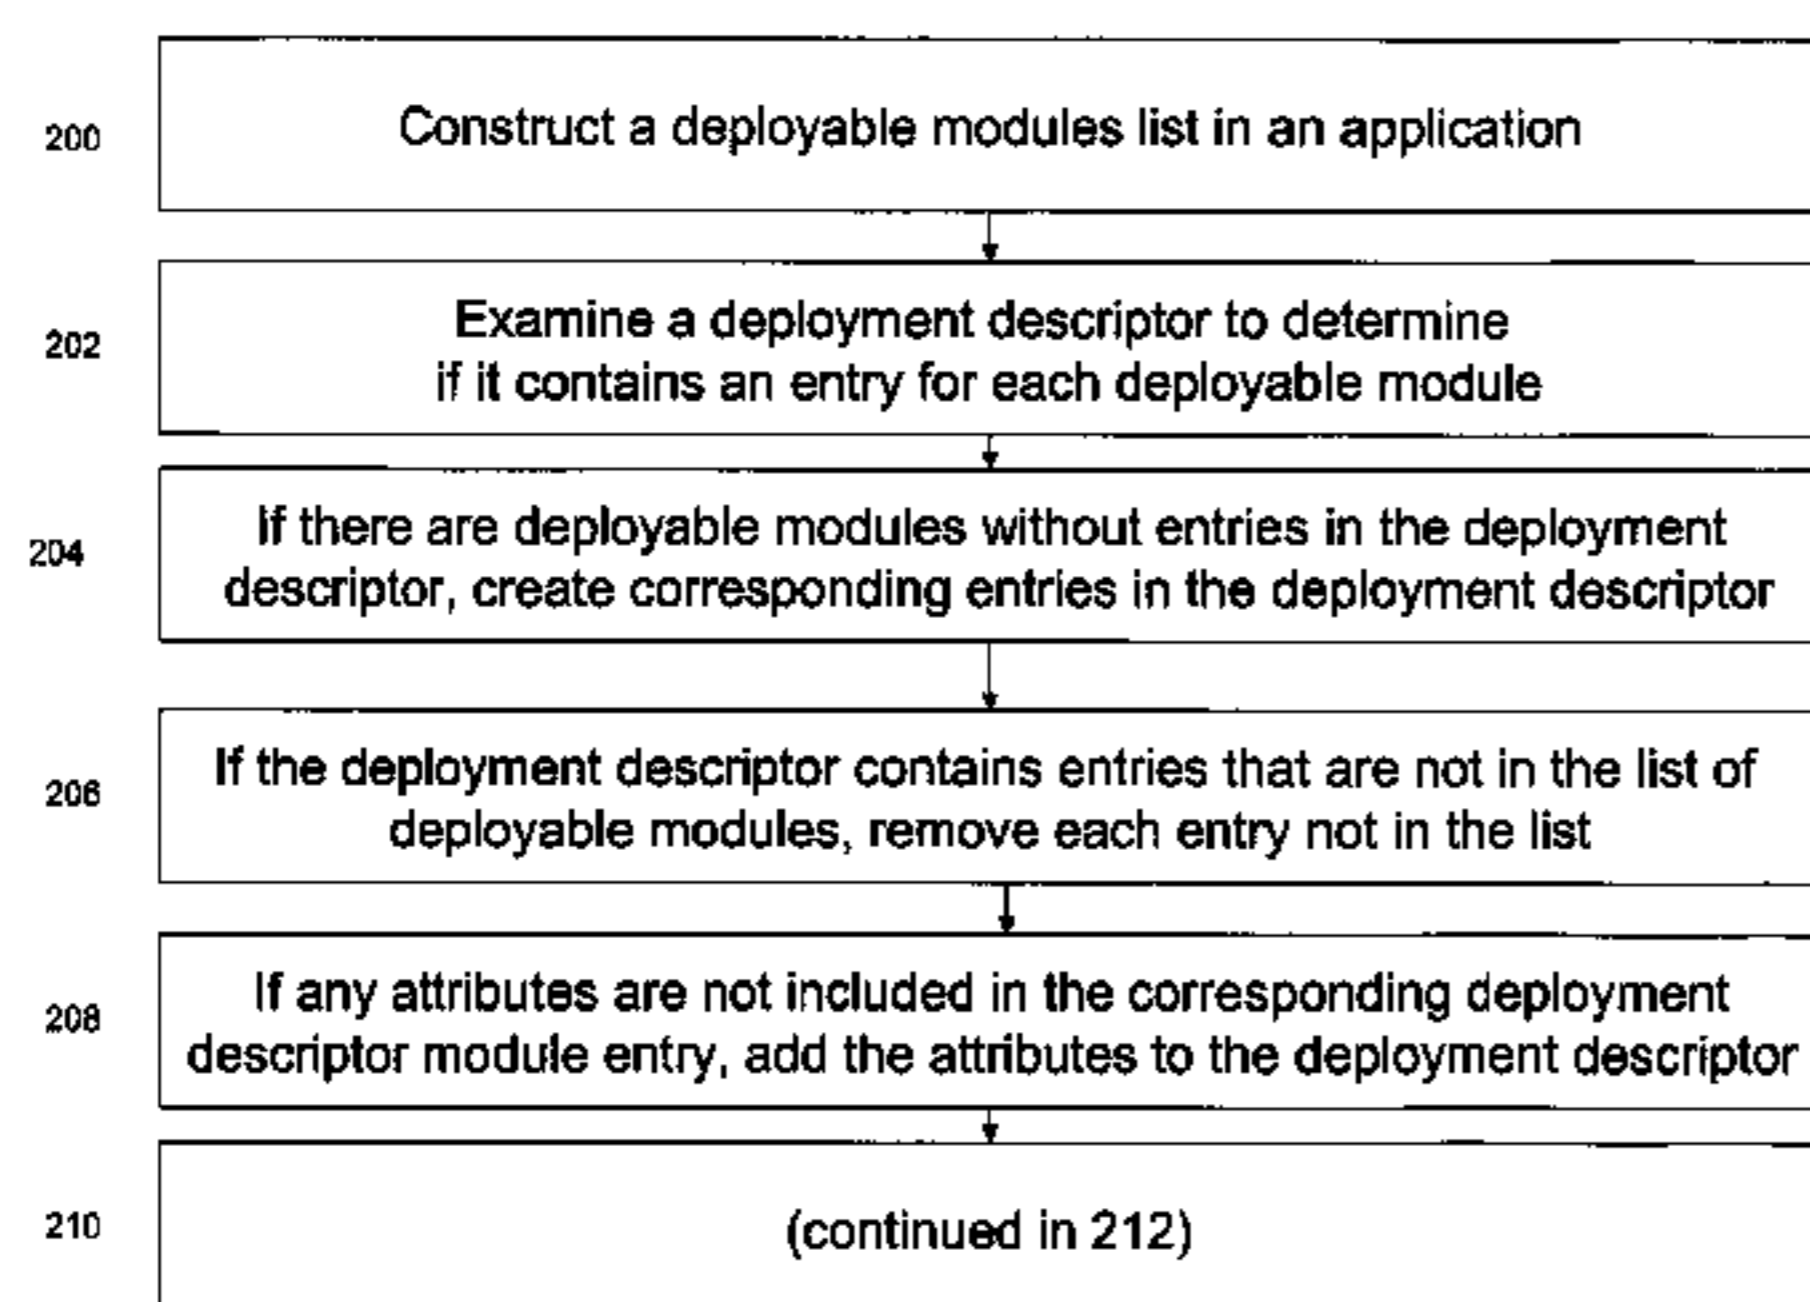 200
Construct a deployable modules list in an application
202
Examine a deployment descriptor to determine
if it contains an entry for each deployable module
204
If there are deployable modules without entries in the deployment
descriptor, create corresponding entries in the deployment descriptor
206
If the deployment descriptor contains entries that are not in the list of
deployable modules, remove each entry not in the list
208
If any attributes are not included in the corresponding deployment
descriptor module entry, add the attributes to the deployment descriptor
210
(continued in 212)